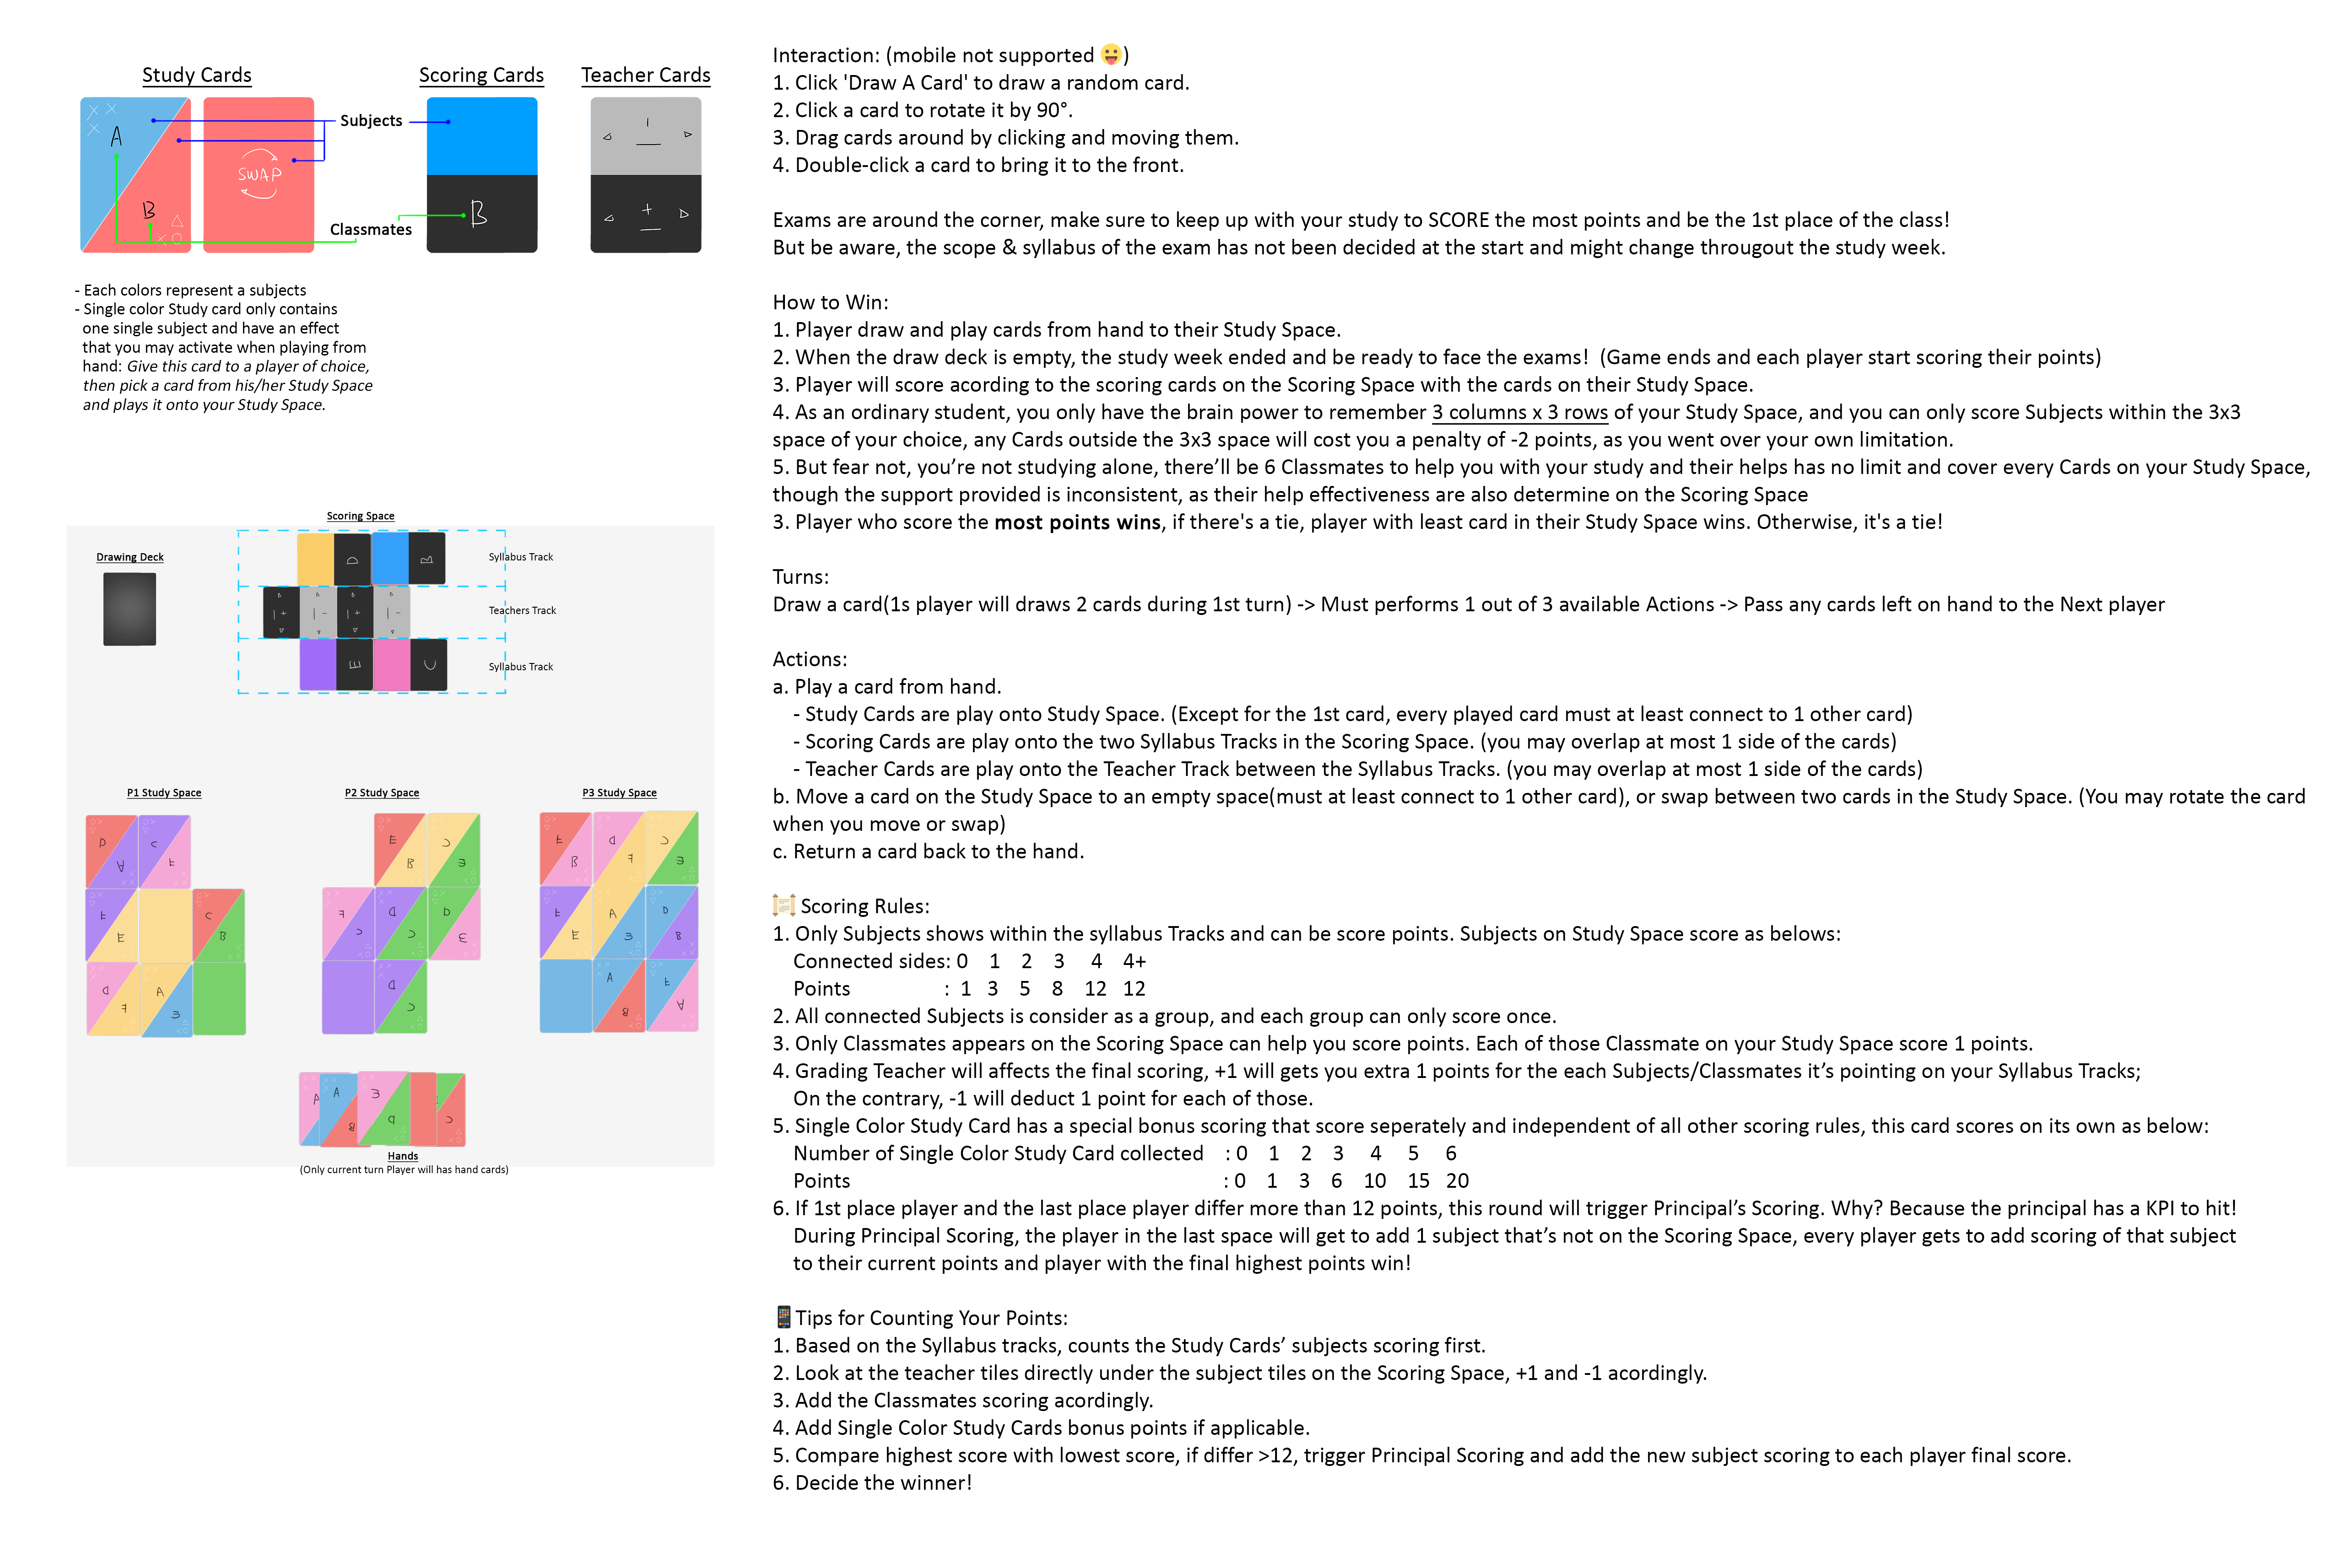 Study Cards
Scoring Cards
Teacher Cards
A
B
SWAP
Subjects
Classmates
B
- Each colors represent a subjects
- Single color Study card only contains
one single subject and have an effect
that you may activate when playing from
hand: Give this card to a player of choice,
then pick a card from his/her Study Space
and plays it onto your Study Space.
Scoring Space
Drawing Deck
D
B
Syllabus Track
Teachers Track
E
C
Syllabus Track
P1 Study Space
P2 Study Space
P3 Study Space
D
A
C
F
F
E
C
B
D
F
A
E
E
B
C
E
F
C
D
C
D
E
D
C
F
B
D
F
C
E
F
E
A
E
D
B
A
B
F
A
A
A
B
E
D
C
Hands
(Only current turn Player will has hand cards)
Interaction: (mobile not supported 😛)
1. Click 'Draw A Card' to draw a random card.
2. Click a card to rotate it by 90°.
3. Drag cards around by clicking and moving them.
4. Double-click a card to bring it to the front.
Exams are around the corner, make sure to keep up with your study to SCORE the most points and be the 1st place of the class!
But be aware, the scope & syllabus of the exam has not been decided at the start and might change througout the study week.
How to Win:
1. Player draw and play cards from hand to their Study Space.
2. When the draw deck is empty, the study week ended and be ready to face the exams!  (Game ends and each player start scoring their points)
3. Player will score acording to the scoring cards on the Scoring Space with the cards on their Study Space.
4. As an ordinary student, you only have the brain power to remember 3 columns x 3 rows of your Study Space, and you can only score Subjects within the 3x3
space of your choice, any Cards outside the 3x3 space will cost you a penalty of -2 points, as you went over your own limitation.
5. But fear not, you’re not studying alone, there’ll be 6 Classmates to help you with your study and their helps has no limit and cover every Cards on your Study Space,
though the support provided is inconsistent, as their help effectiveness are also determine on the Scoring Space
3. Player who score the most points wins, if there's a tie, player with least card in their Study Space wins. Otherwise, it's a tie!
Turns:
Draw a card(1s player will draws 2 cards during 1st turn) -> Must performs 1 out of 3 available Actions -> Pass any cards left on hand to the Next player
Actions:
a. Play a card from hand.
- Study Cards are play onto Study Space. (Except for the 1st card, every played card must at least connect to 1 other card)
- Scoring Cards are play onto the two Syllabus Tracks in the Scoring Space. (you may overlap at most 1 side of the cards)
- Teacher Cards are play onto the Teacher Track between the Syllabus Tracks. (you may overlap at most 1 side of the cards)
b. Move a card on the Study Space to an empty space(must at least connect to 1 other card), or swap between two cards in the Study Space. (You may rotate the card
when you move or swap)
c. Return a card back to the hand.
Scoring Rules:
1. Only Subjects shows within the syllabus Tracks and can be score points. Subjects on Study Space score as belows:
Connected sides: 0 1 2 3 4 4+
Points : 1 3 5 8 12 12
2. All connected Subjects is consider as a group, and each group can only score once.
3. Only Classmates appears on the Scoring Space can help you score points. Each of those Classmate on your Study Space score 1 points.
4. Grading Teacher will affects the final scoring, +1 will gets you extra 1 points for the each Subjects/Classmates it’s pointing on your Syllabus Tracks;
On the contrary, -1 will deduct 1 point for each of those.
5. Single Color Study Card has a special bonus scoring that score seperately and independent of all other scoring rules, this card scores on its own as below:
Number of Single Color Study Card collected : 0 1 2 3 4 5 6
Points : 0 1 3 6 10 15 20
6. If 1st place player and the last place player differ more than 12 points, this round will trigger Principal’s Scoring. Why? Because the principal has a KPI to hit!
During Principal Scoring, the player in the last space will get to add 1 subject that’s not on the Scoring Space, every player gets to add scoring of that subject
to their current points and player with the final highest points win!
Tips for Counting Your Points:
1. Based on the Syllabus tracks, counts the Study Cards’ subjects scoring first.
2. Look at the teacher tiles directly under the subject tiles on the Scoring Space, +1 and -1 acordingly.
3. Add the Classmates scoring acordingly.
4. Add Single Color Study Cards bonus points if applicable.
5. Compare highest score with lowest score, if differ >12, trigger Principal Scoring and add the new subject scoring to each player final score.
6. Decide the winner!